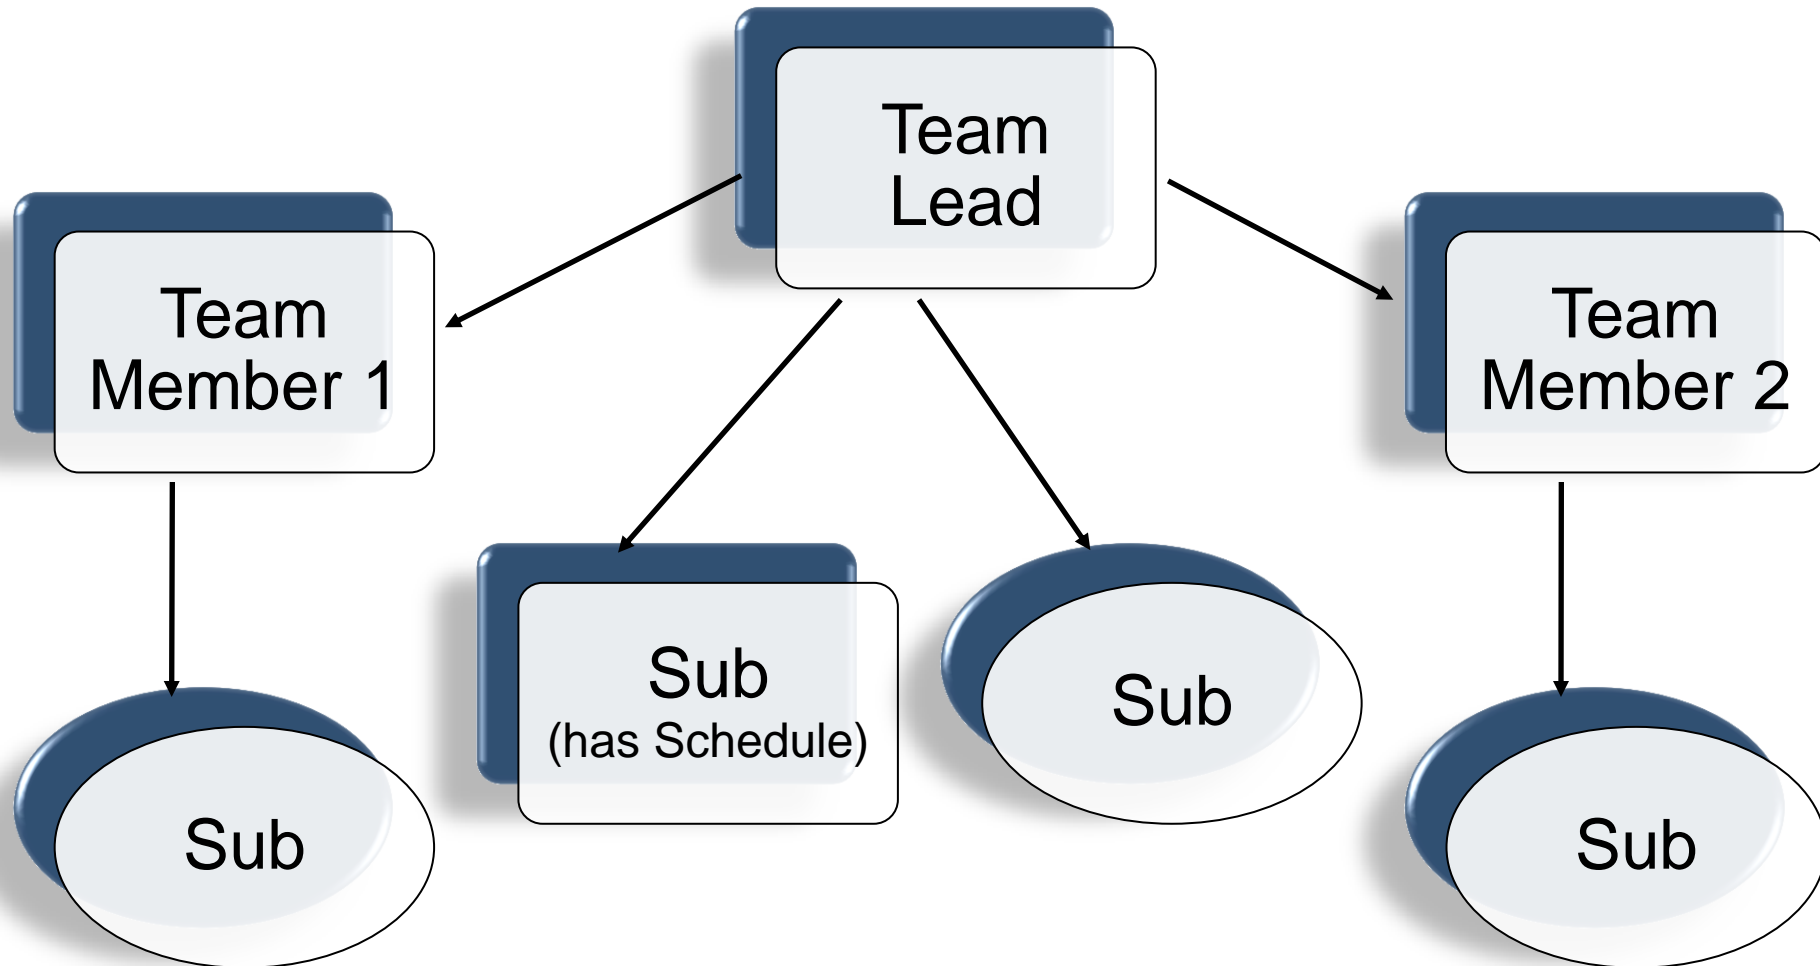 Team
Lead
Team
Member 1
Team
Member 2
Sub
(has Schedule)
Sub
Sub
Sub